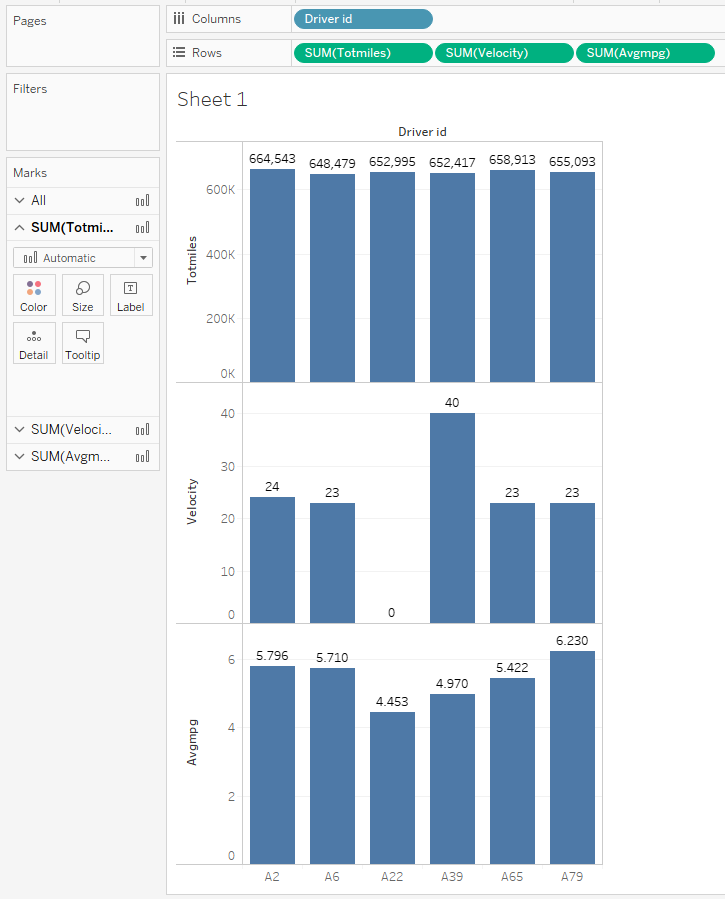 Pages
Columns
Driver id
Rows
SUM(Totmiles)
SUM(Velocity)
SUM(Avgmpg)
Filters
Marks
All
SUM(Totmi...
Automatic
Color
Size
Label
Detail
Tooltip
SUM(Veloci...
SUM(Avgm...
Sheet 1
Driver id
664,543 648,479 652,995 652,417 658,913 655,093
600K
400K
200K
0K
Totmiles
40
24 23 0 40 23 23
30
20
10
0
Velocity
5.796 5.710 4.453 4.970 5.422 6.230
6
4
2
0
Avgmpg
A2 A6 A22 A39 A65 A79